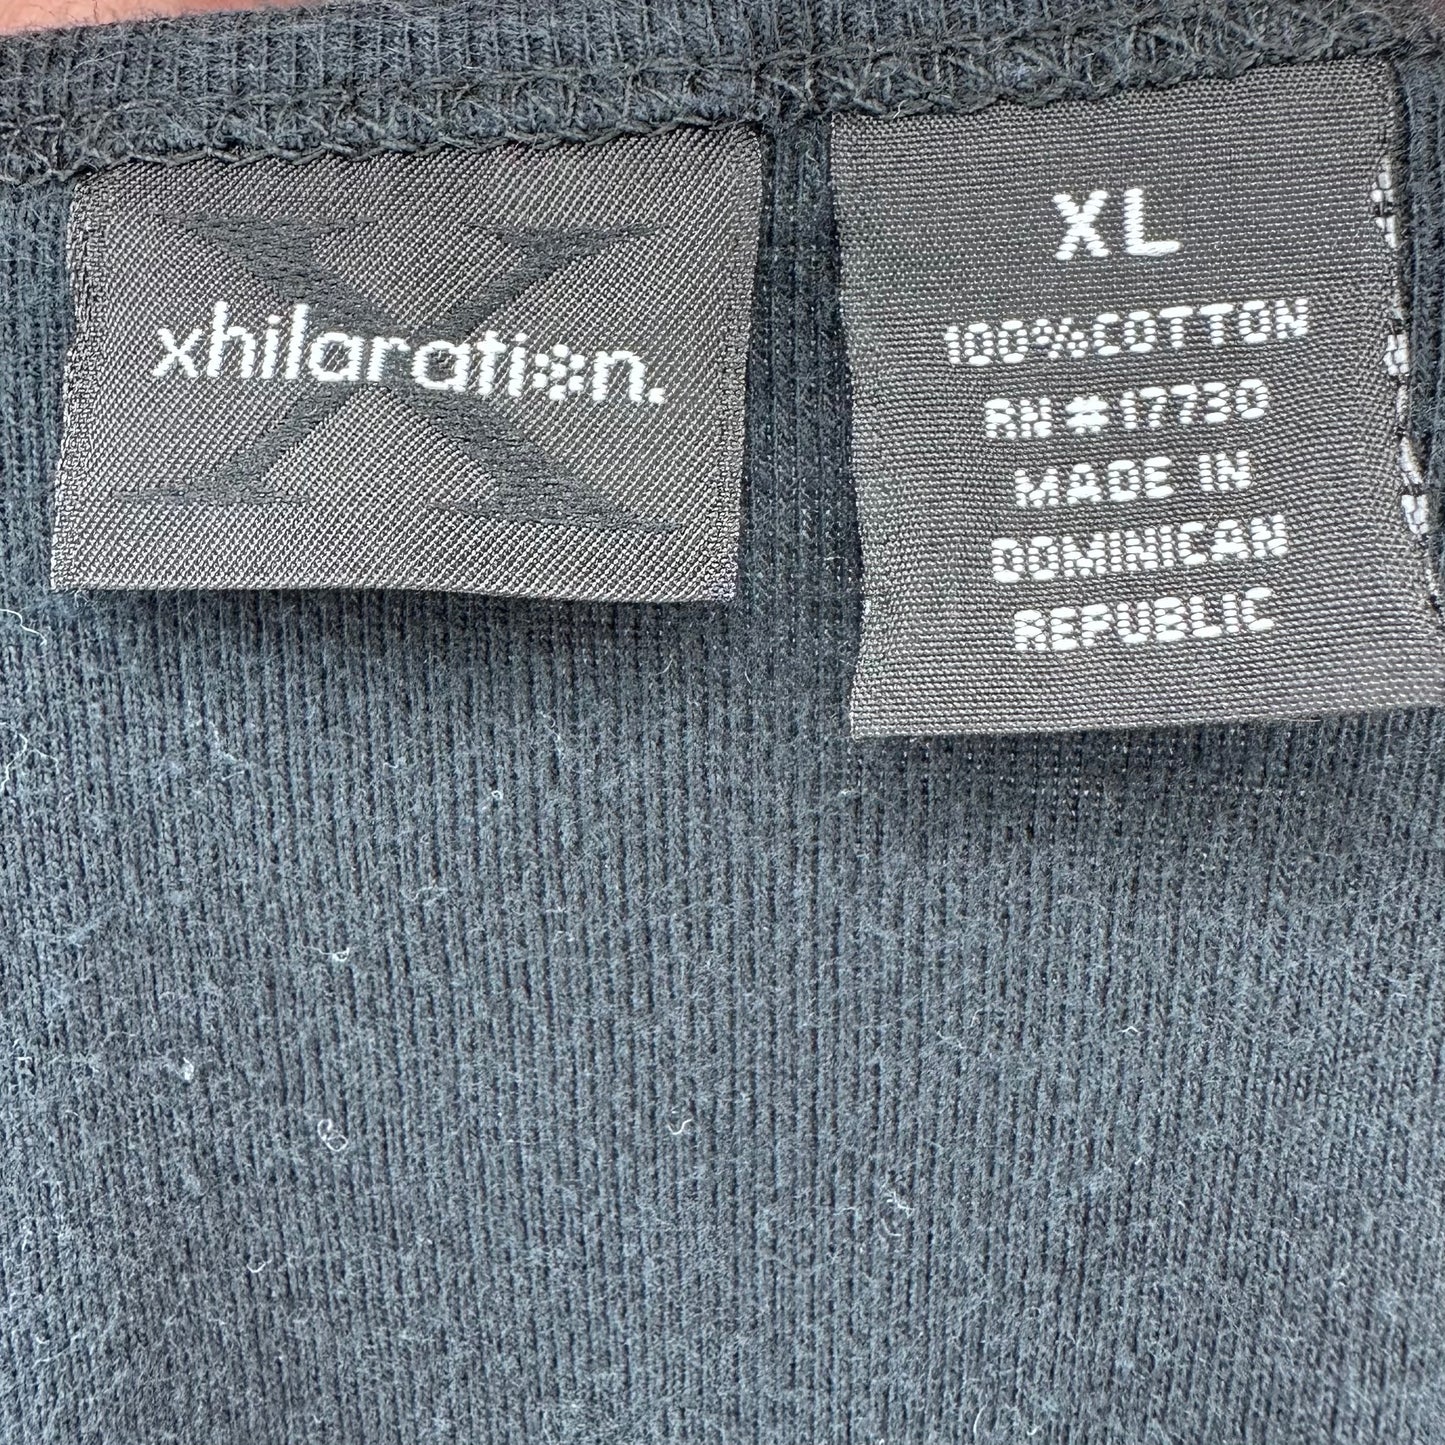 xhilaration.
XL
100%COTTON
RN #17730
MADE IN
DOMINICAN
REPUBLIC